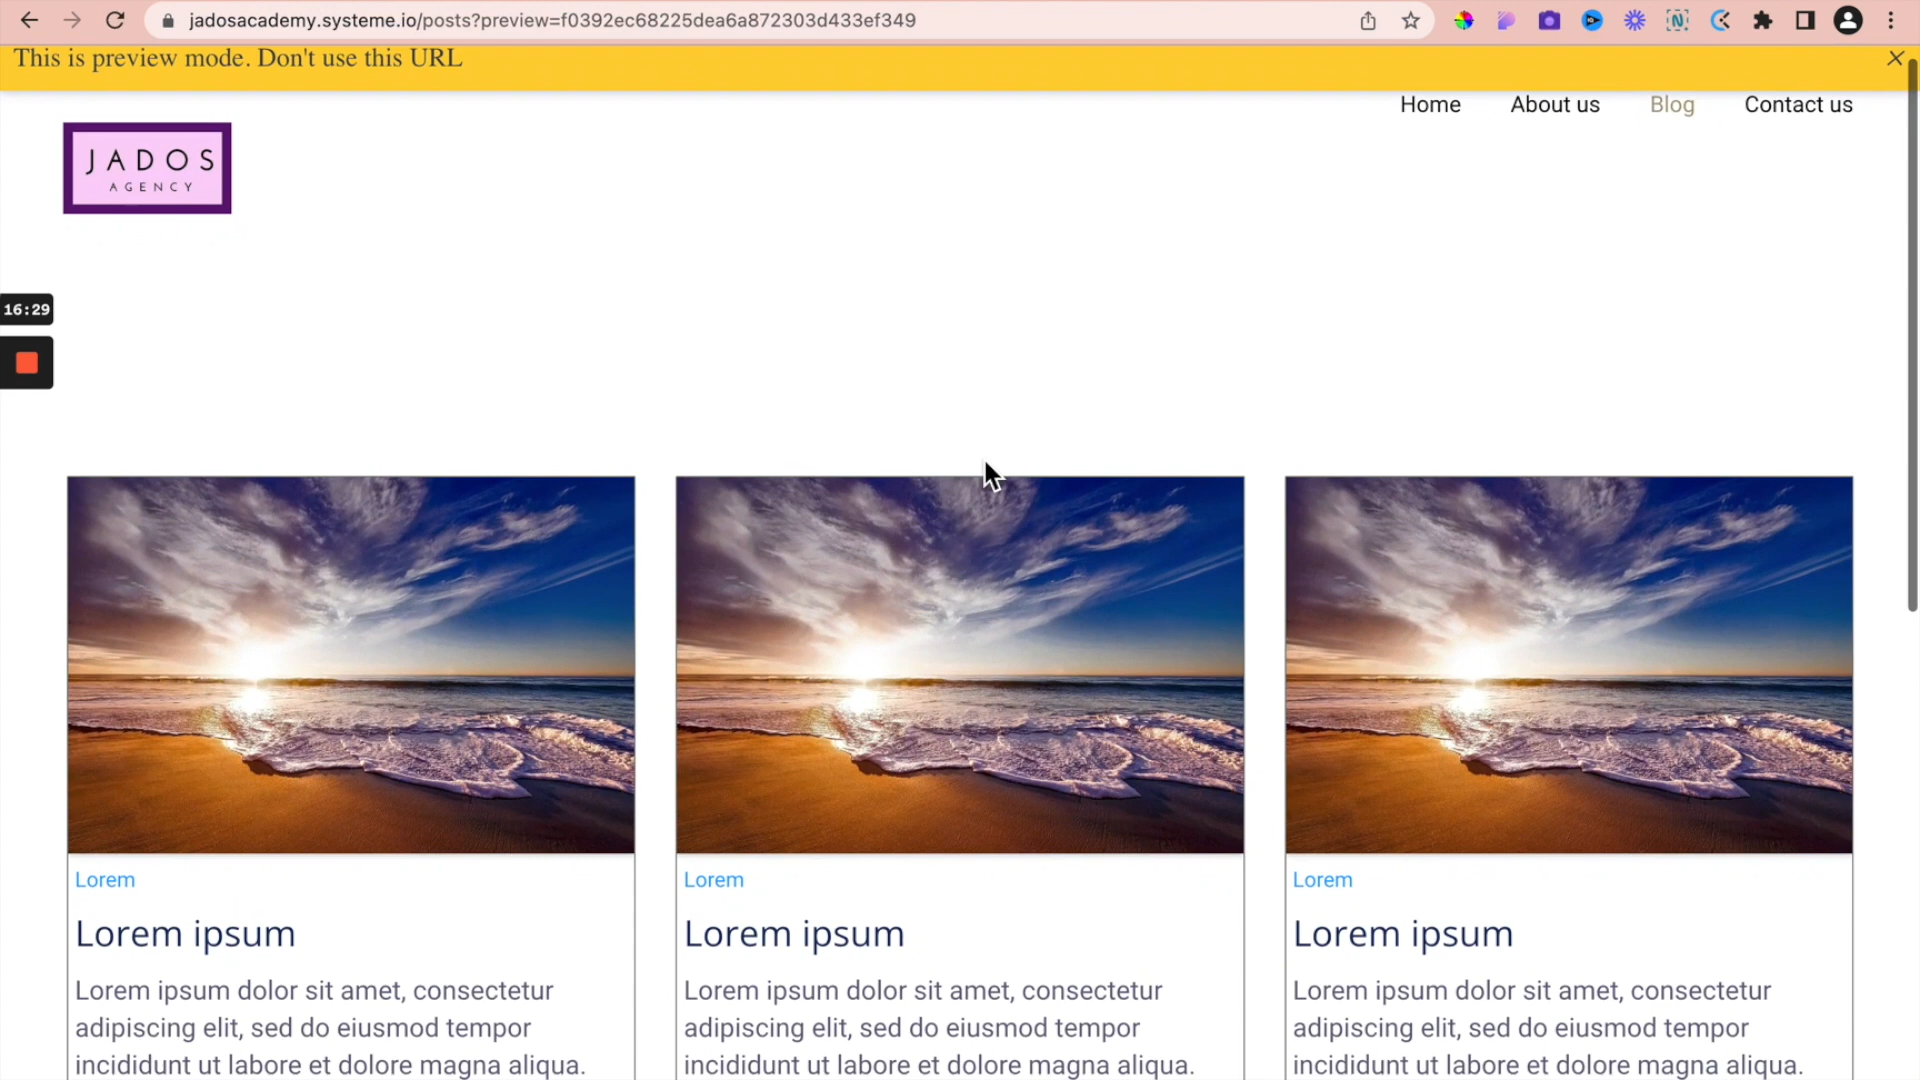 jadosacademy.systeme.io/posts?preview=f0392ec68225dea6a872303d433ef349
This is preview mode. Don't use this URL
Home About us Blog Contact us
JADOS
AGENCY
16:29
Lorem
Lorem ipsum
Lorem ipsum dolor sit amet, consectetur
adipiscing elit, sed do eiusmod tempor
incididunt ut labore et dolore magna aliqua.
Lorem
Lorem ipsum
Lorem ipsum dolor sit amet, consectetur
adipiscing elit, sed do eiusmod tempor
incididunt ut labore et dolore magna aliqua.
Lorem
Lorem ipsum
Lorem ipsum dolor sit amet, consectetur
adipiscing elit, sed do eiusmod tempor
incididunt ut labore et dolore magna aliqua.